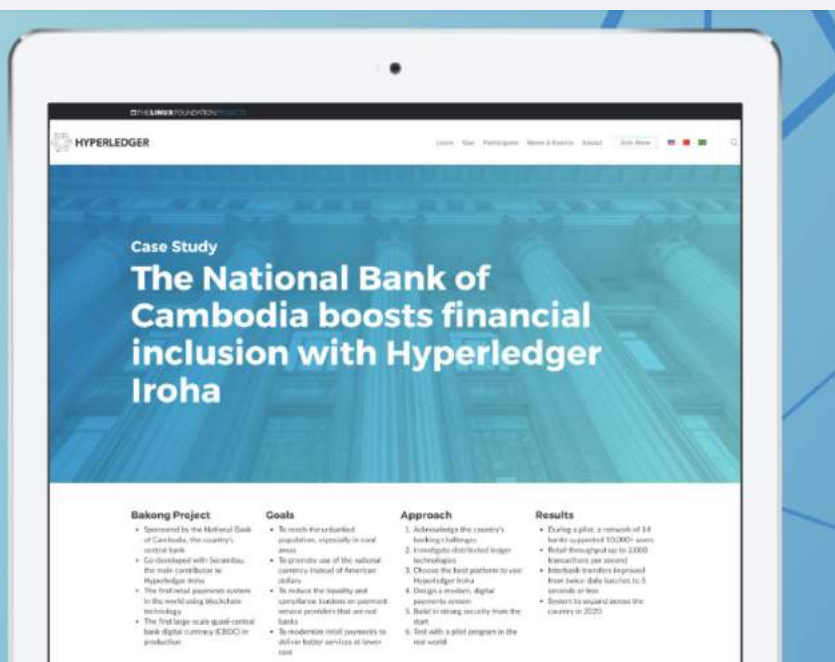 THE LINUX FOUNDATION PROJECTS
HYPERLEDGER
Learn Use Participate News & Events About Join Now
Case Study
The National Bank of
Cambodia boosts financial
inclusion with Hyperledger
Iroha
Bakong Project
• Sponsored by the National Bank
of Cambodia, the country's
central bank
• Co-developed with Soramitsu,
the main contributor to
Hyperledger Iroha
• The first retail payments system
in the world using blockchain
technology
• The first large-scale quasi-central
bank digital currency (CBDC) in
production
Goals
• To reach the unbanked
population, especially in rural
areas
• To promote use of the national
currency instead of American
dollars
• To reduce the liquidity and
compliance burdens on payment
service providers that are not
banks
• To modernize retail payments to
deliver better services at lower
cost
Approach
1. Acknowledge the country's
banking challenges
2. Investigate distributed ledger
technologies
3. Choose the best platform to use:
Hyperledger Iroha
4. Design a modern, digital
payments system
5. Build in strong security from the
start
6. Test with a pilot program in the
real world
Results
• During a pilot, a network of 14
banks supported 10,000+ users
• Retail throughput up to 2,000
transactions per second
• Interbank transfers improved
from twice-daily batches to 5
seconds or less
• System to expand across the
country in 2020